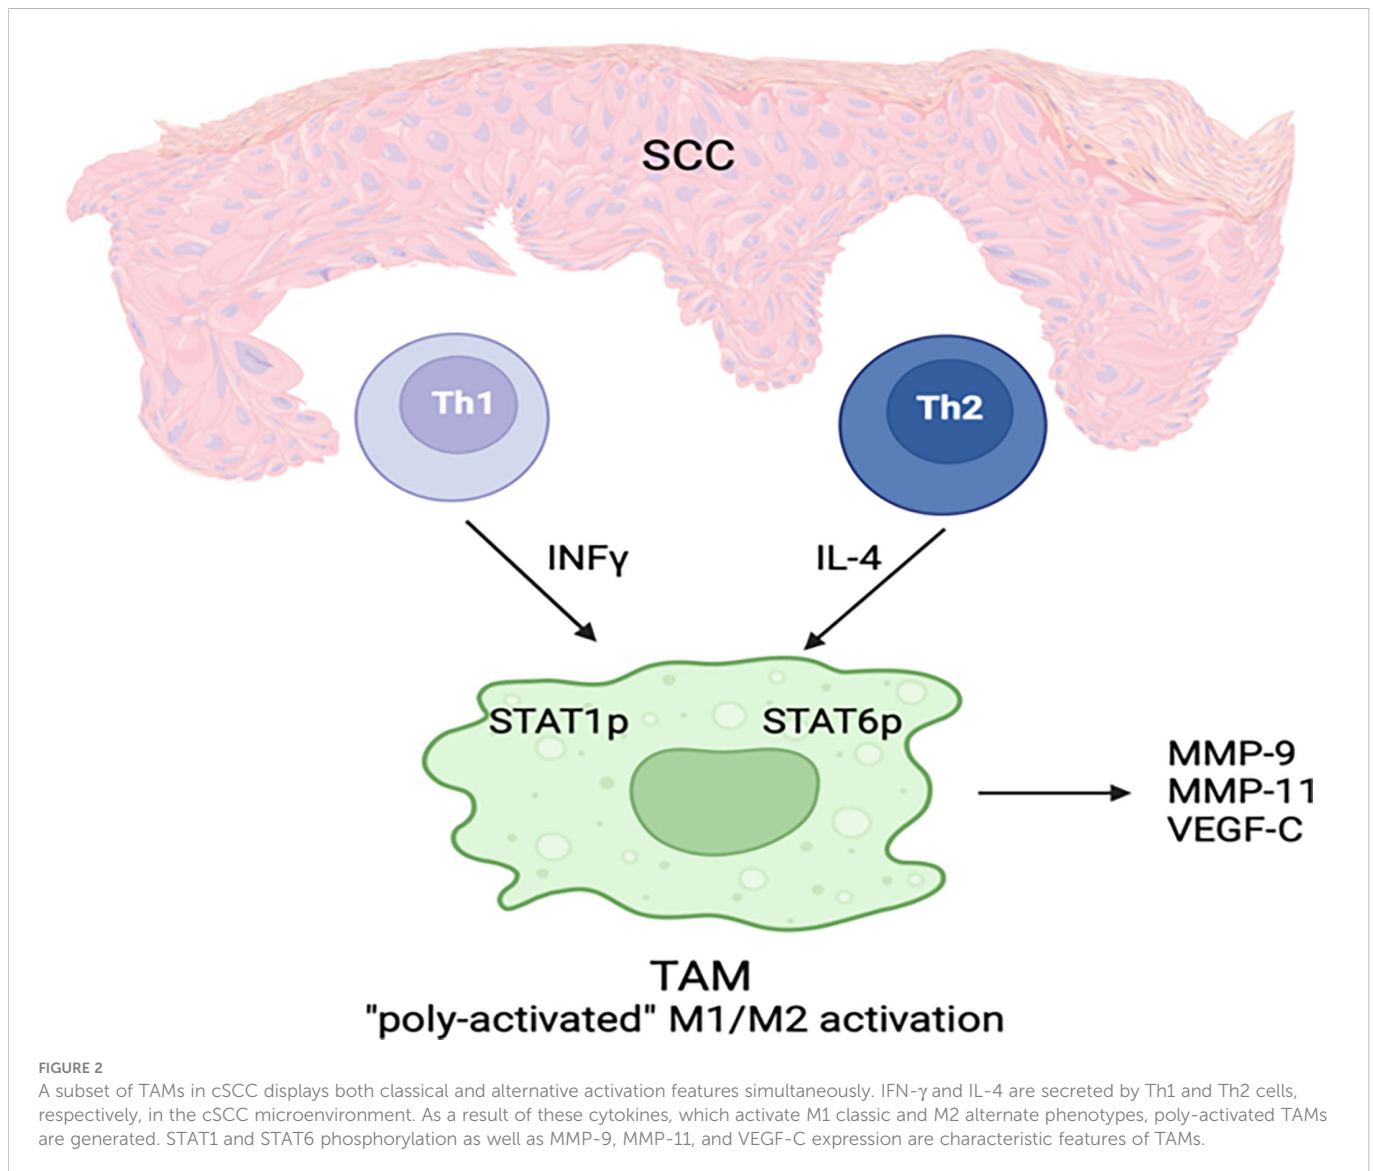 SCC
Th1
Th2
INFγ
IL-4
STAT1p
STAT6p
MMP-9
MMP-11
VEGF-C
TAM
"poly-activated" M1/M2 activation
FIGURE 2
A subset of TAMs in cSCC displays both classical and alternative activation features simultaneously. IFN-γ and IL-4 are secreted by Th1 and Th2 cells,
respectively, in the cSCC microenvironment. As a result of these cytokines, which activate M1 classic and M2 alternate phenotypes, poly-activated TAMs
are generated. STAT1 and STAT6 phosphorylation as well as MMP-9, MMP-11, and VEGF-C expression are characteristic features of TAMs.